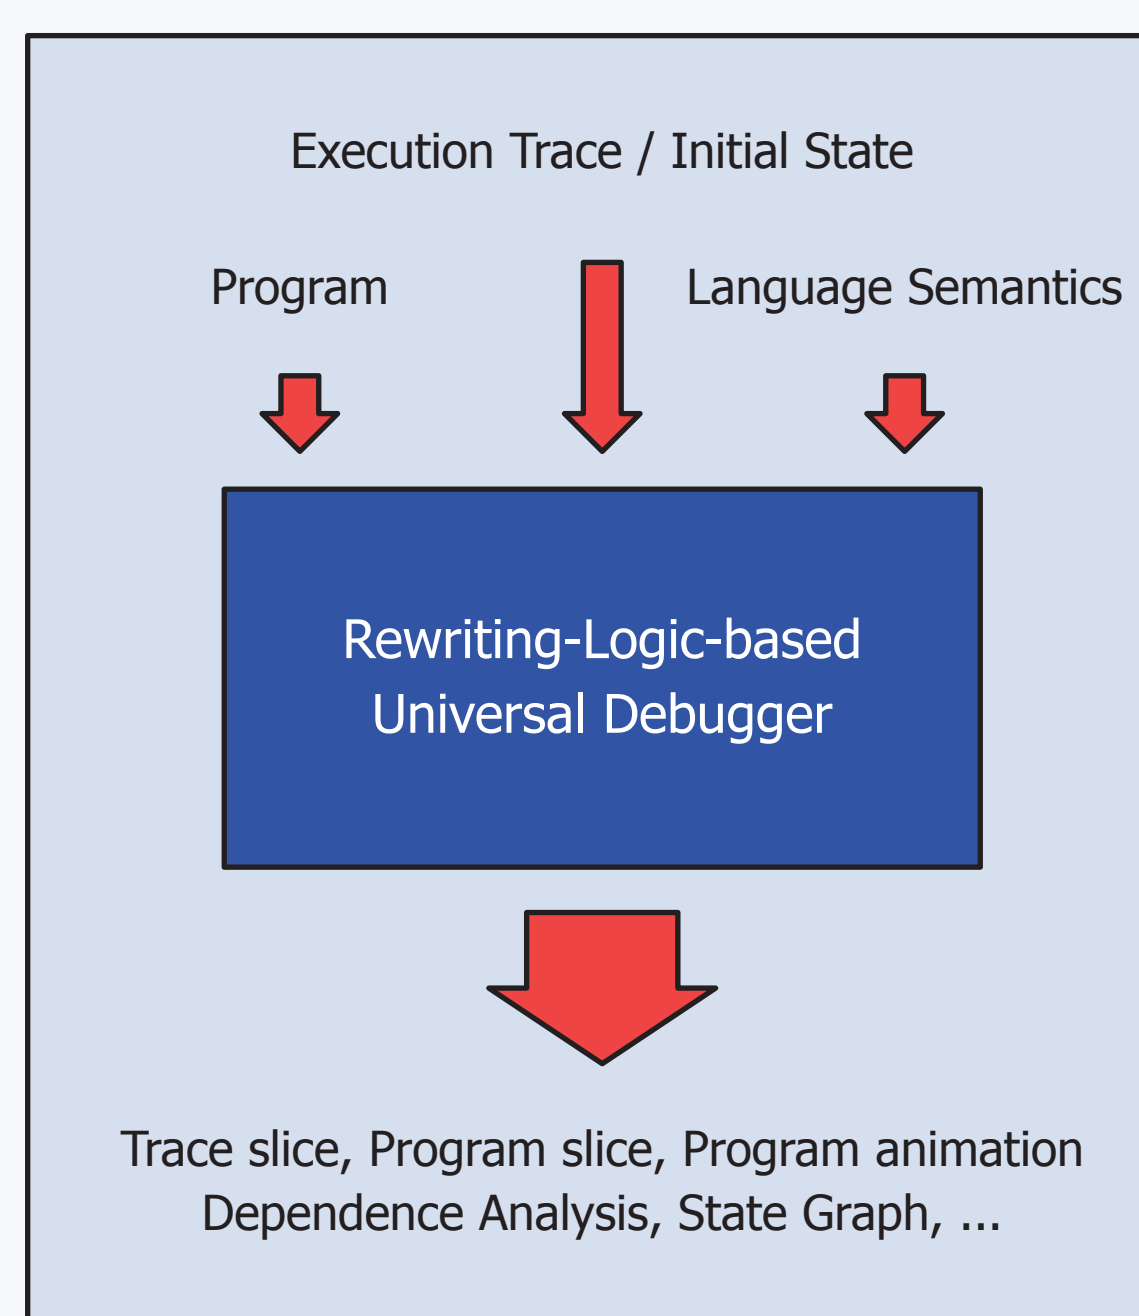 Execution Trace / Initial State
Program
Language Semantics
Rewriting-Logic-based
Universal Debugger
Trace slice, Program slice, Program animation
Dependence Analysis, State Graph, ...